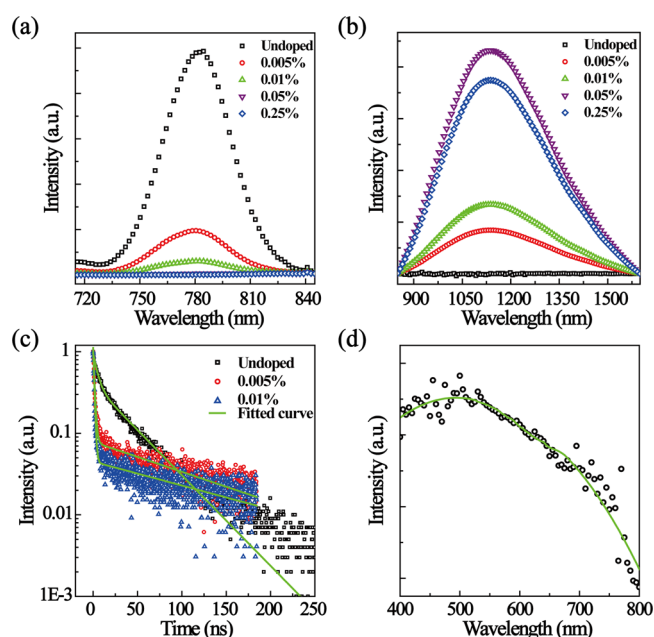 (a)
Intensity (a.u.)
Undoped
0.005%
0.01%
0.05%
0.25%
720 750 780 810 840
Wavelength (nm)
(b)
Intensity (a.u.)
Undoped
0.005%
0.01%
0.05%
0.25%
900 1050 1200 1350 1500
Wavelength (nm)
(c)
Intensity (a.u.)
1
0.1
0.01
1E-3
Undoped
0.005%
0.01%
Fitted curve
0 50 100 150 200 250
Time (ns)
(d)
Intensity (a.u.)
400 500 600 700 800
Wavelength (nm)